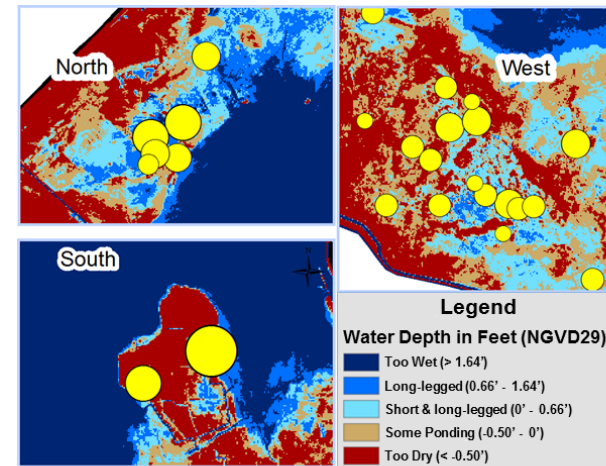 North
West
South
Legend
Water Depth in Feet (NGVD29)
Too Wet (> 1.64')
Long-legged (0.66' - 1.64')
Short & long-legged (0' - 0.66')
Some Ponding (-0.50' - 0')
Too Dry (< -0.50')